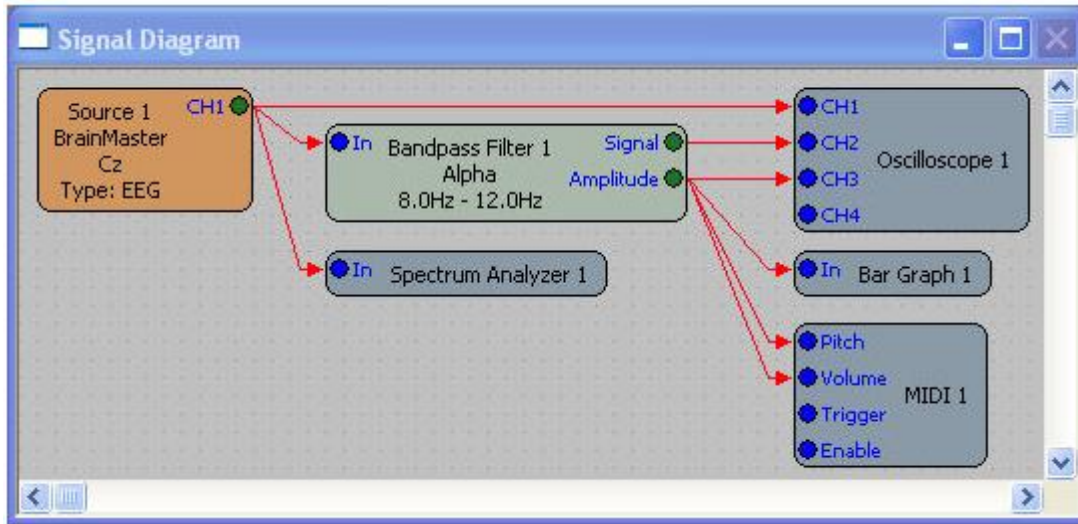 Signal Diagram
Source 1
CH1
BrainMaster
Cz
Type: EEG
In
Bandpass Filter 1
Alpha
8.0Hz - 12.0Hz
Signal
Amplitude
In
Spectrum Analyzer 1
CH1
CH2
CH3
CH4
Oscilloscope 1
In
Bar Graph 1
Pitch
Volume
Trigger
Enable
MIDI 1